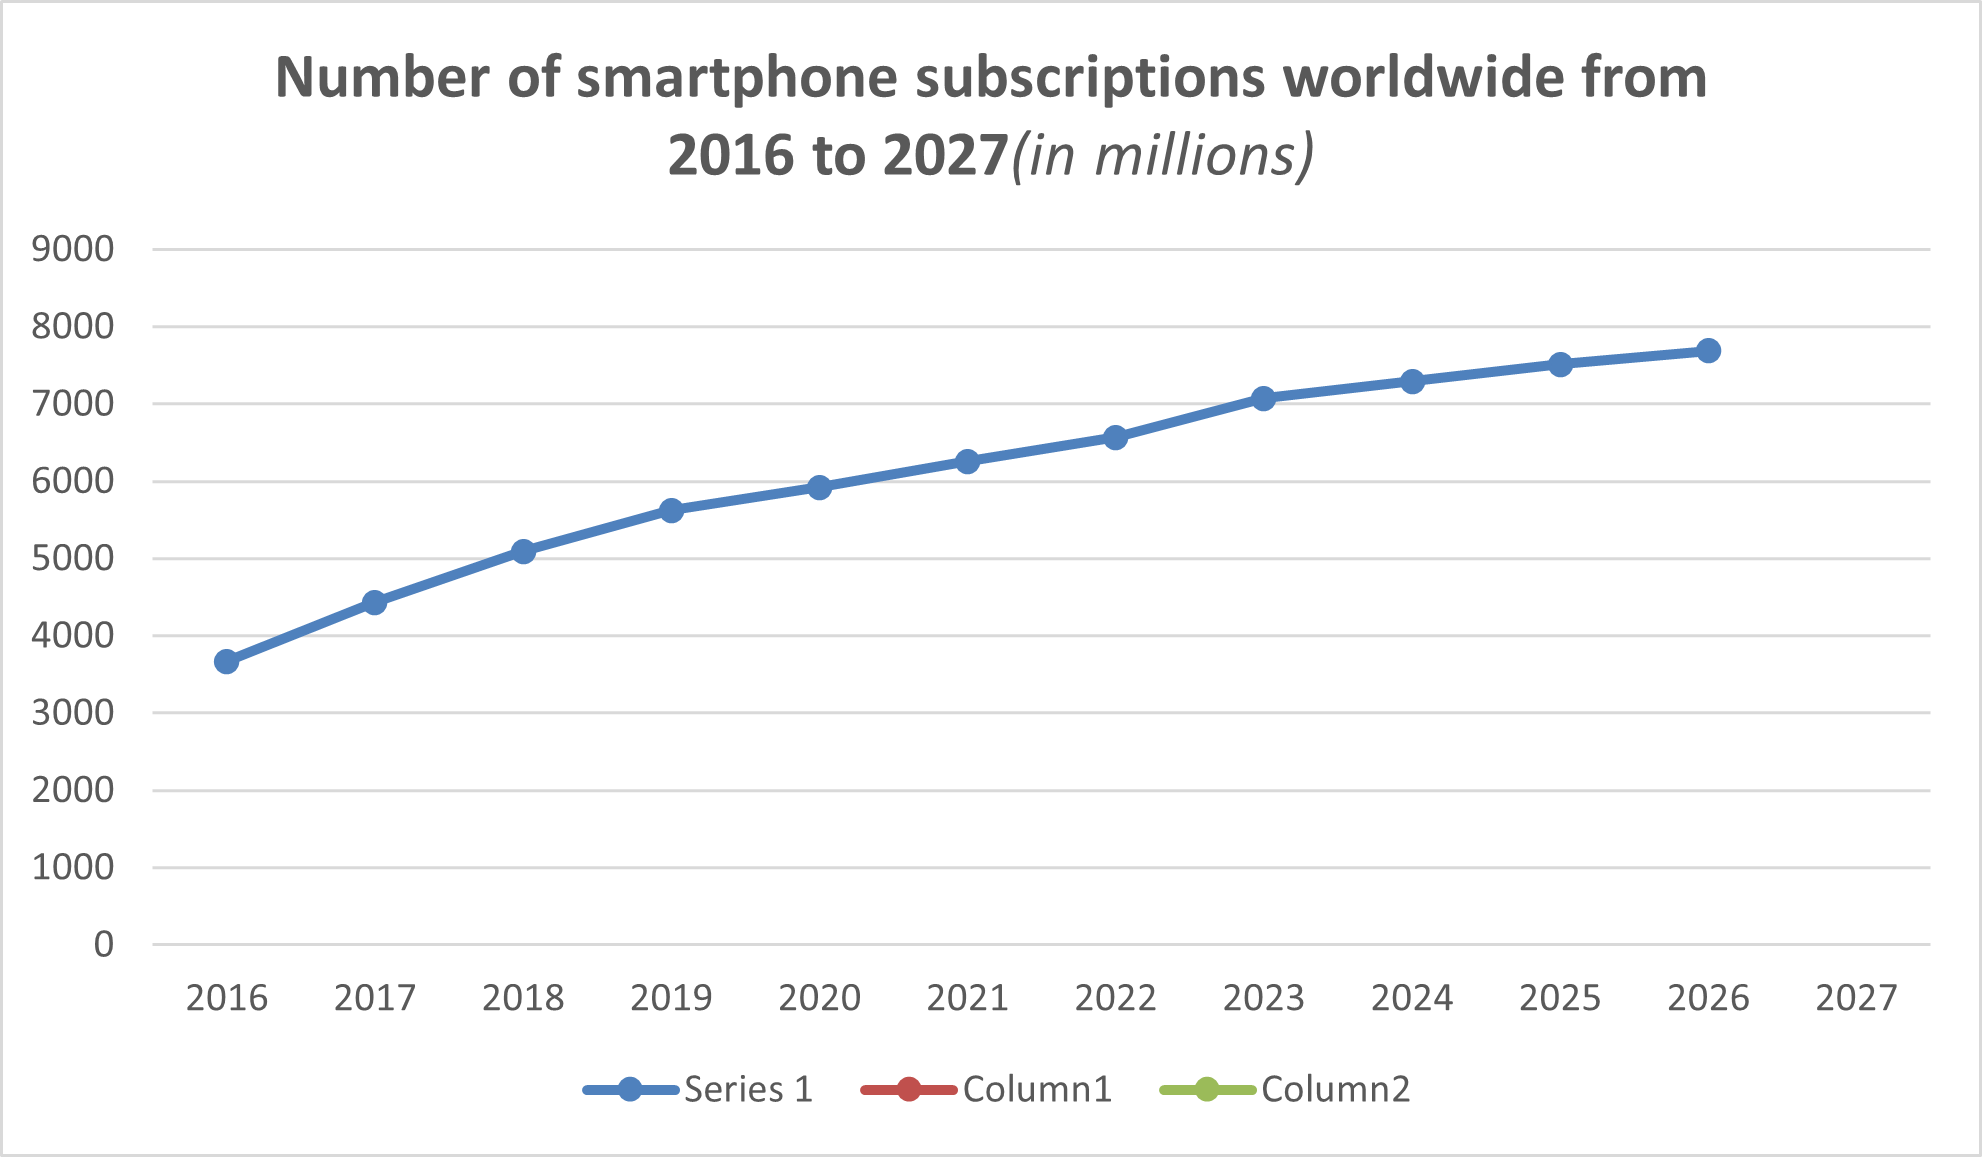 Number of smartphone subscriptions worldwide from
2016 to 2027(in millions)
9000
8000
7000
6000
5000
4000
3000
2000
1000
0
2016 2017 2018 2019 2020 2021 2022 2023 2024 2025 2026 2027
Series 1 Column1 Column2